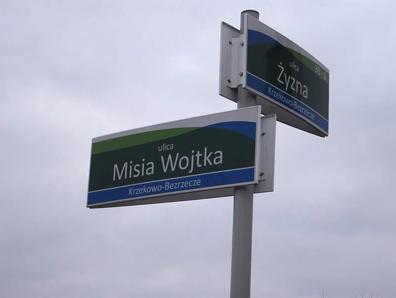 ulica
Żyzna
Krzekowo-Bezrzecze
ulica
Misia Wojtka
Krzekowo-Bezrzecze